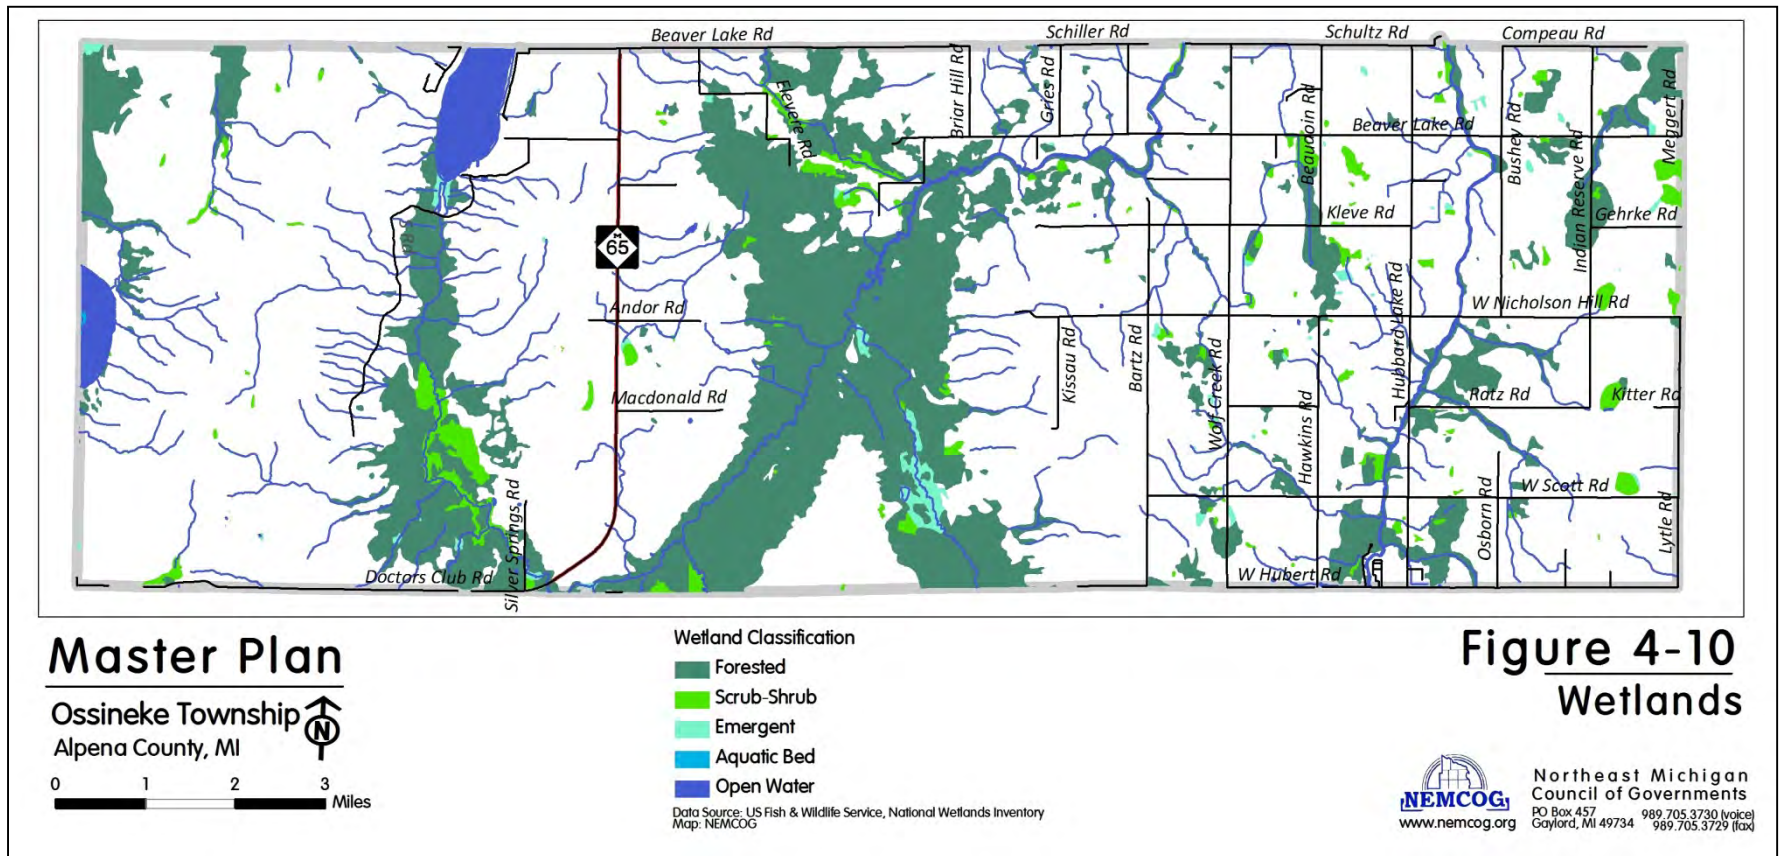 Beaver Lake Rd
Schiller Rd
Schultz Rd
Compeau Rd
Elevere Rd
Briar Hill Rd
Gries Rd
Beaudoin Rd
Beaver Lake Rd
Bushey Rd
Indian Reserve Rd
Meggert Rd
Kleve Rd
Gehrke Rd
M
65
Andor Rd
W Nicholson Hill Rd
Kissau Rd
Bartz Rd
Wolf Creek Rd
Hubbard Lake Rd
Macdonald Rd
Ratz Rd
Kitter Rd
Hawkins Rd
W Scott Rd
Silver Springs Rd
Osborn Rd
Lytle Rd
Doctors Club Rd
W Hubert Rd
Master Plan
Ossineke Township
N
Alpena County, MI
0 1 2 3
Miles
Wetland Classification
Forested
Scrub-Shrub
Emergent
Aquatic Bed
Open Water
Data Source: US Fish & Wildlife Service, National Wetlands Inventory
Map: NEMCOG
Figure 4-10
Wetlands
NEMCOG
www.nemcog.org
Northeast Michigan
Council of Governments
PO Box 457 989.705.3730 (voice)
Gaylord, MI 49734 989.705.3729 (fax)